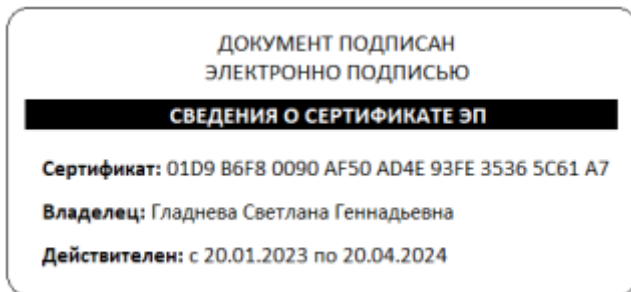 ДОКУМЕНТ ПОДПИСАН
ЭЛЕКТРОННО ПОДПИСЬЮ
СВЕДЕНИЯ О СЕРТИФИКАТЕ ЭП
Сертификат: 01D9 B6F8 0090 AF50 AD4E 93FE 3536 5C61 A7
Владелец: Гладнева Светлана Геннадьевна
Действителен: с 20.01.2023 по 20.04.2024